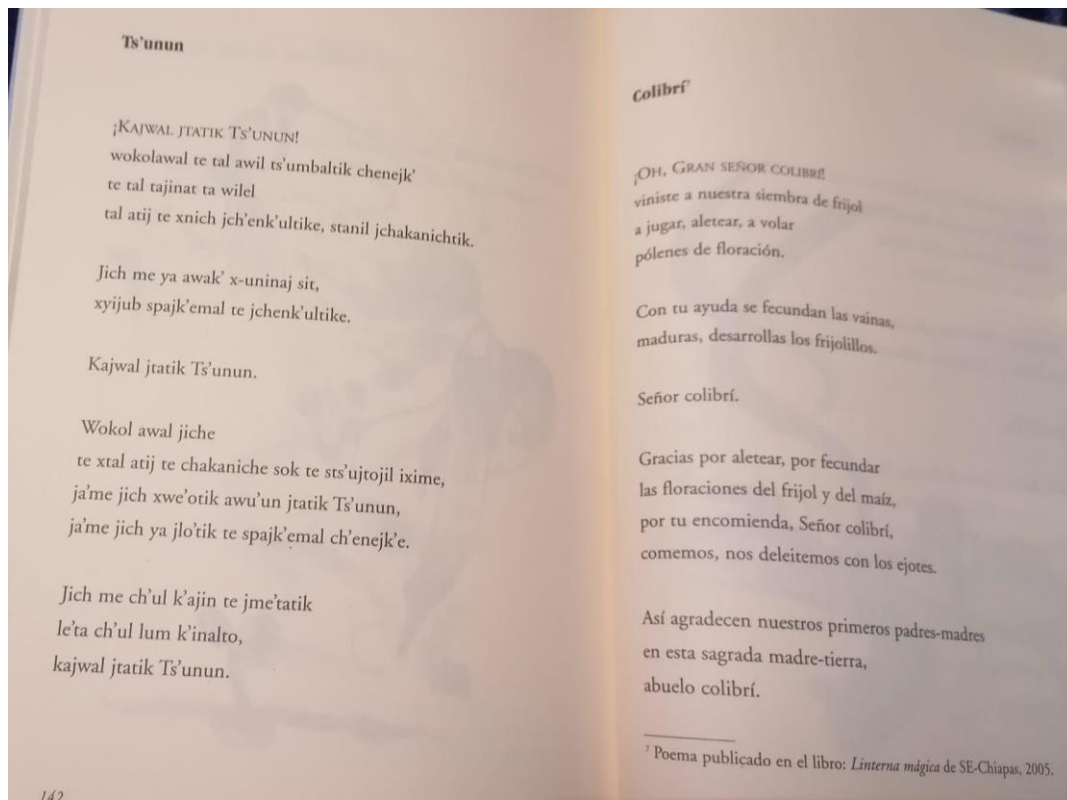 Ts'unun
¡KAJWAL JTATIK TS'UNUN!
wokolawal te tal awil ts'umbaltik chenejk'
te tal tajinat ta wilel
tal atij te xnich jch'enk'ultike, stanil jchakanichtik.
Jich me ya awak' x-uninaj sit,
xyijub spajk'emal te jchenk'ultike.
Kajwal jtatik Ts'unun.
Wokol awal jiche
te xtal atij te chakaniche sok te sts'ujtojil ixime,
ja'me jich xwe'otik awu'un jtatik Ts'unun,
ja'me jich ya jlo'tik te spajk'emal ch'enejk'e.
Jich me ch'ul k'ajin te jme'tatik
le'ta ch'ul lum k'inalto,
kajwal jtatik Ts'unun.
142
Colibrí⁷
¡OH, GRAN SEÑOR COLIBRÍ!
viniste a nuestra siembra de frijol
a jugar, aletear, a volar
pólenes de floración.
Con tu ayuda se fecundan las vainas,
maduras, desarrollas los frijolillos.
Señor colibrí.
Gracias por aletear, por fecundar
las floraciones del frijol y del maíz,
por tu encomienda, Señor colibrí,
comemos, nos deleitemos con los ejotes.
Así agradecen nuestros primeros padres-madres
en esta sagrada madre-tierra,
abuelo colibrí.
⁷ Poema publicado en el libro: Linterna mágica de SE-Chiapas, 2005.